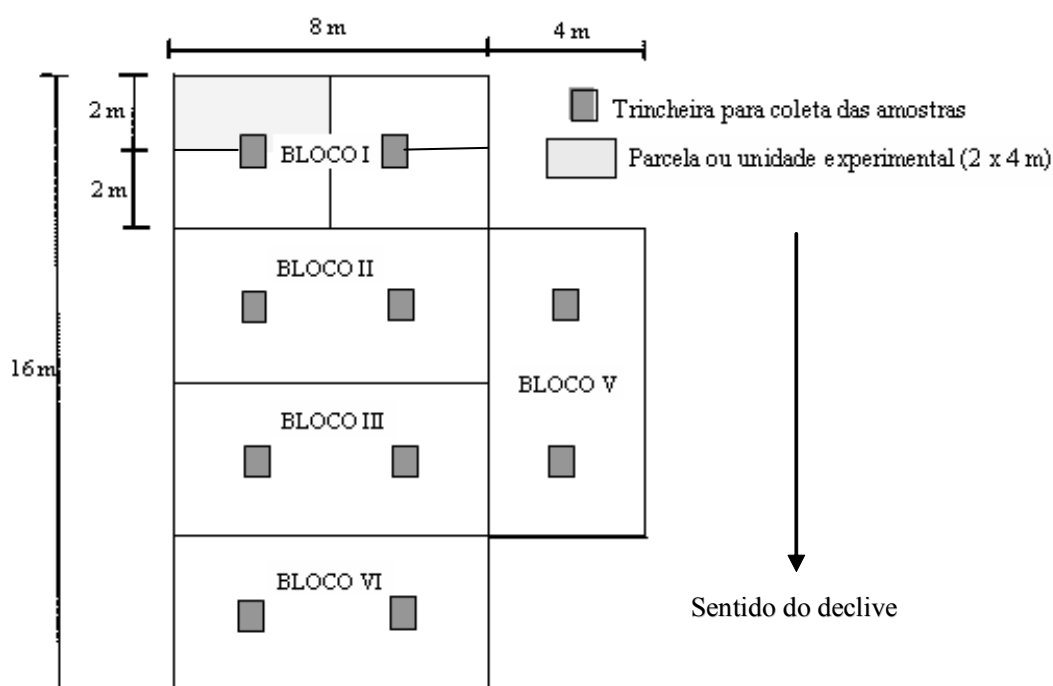 8 m
4 m
2 m
Trincheira para coleta das amostras
BLOCO I
Parcela ou unidade experimental (2 x 4 m)
2 m
BLOCO II
16 m
BLOCO V
BLOCO III
BLOCO VI
Sentido do declive